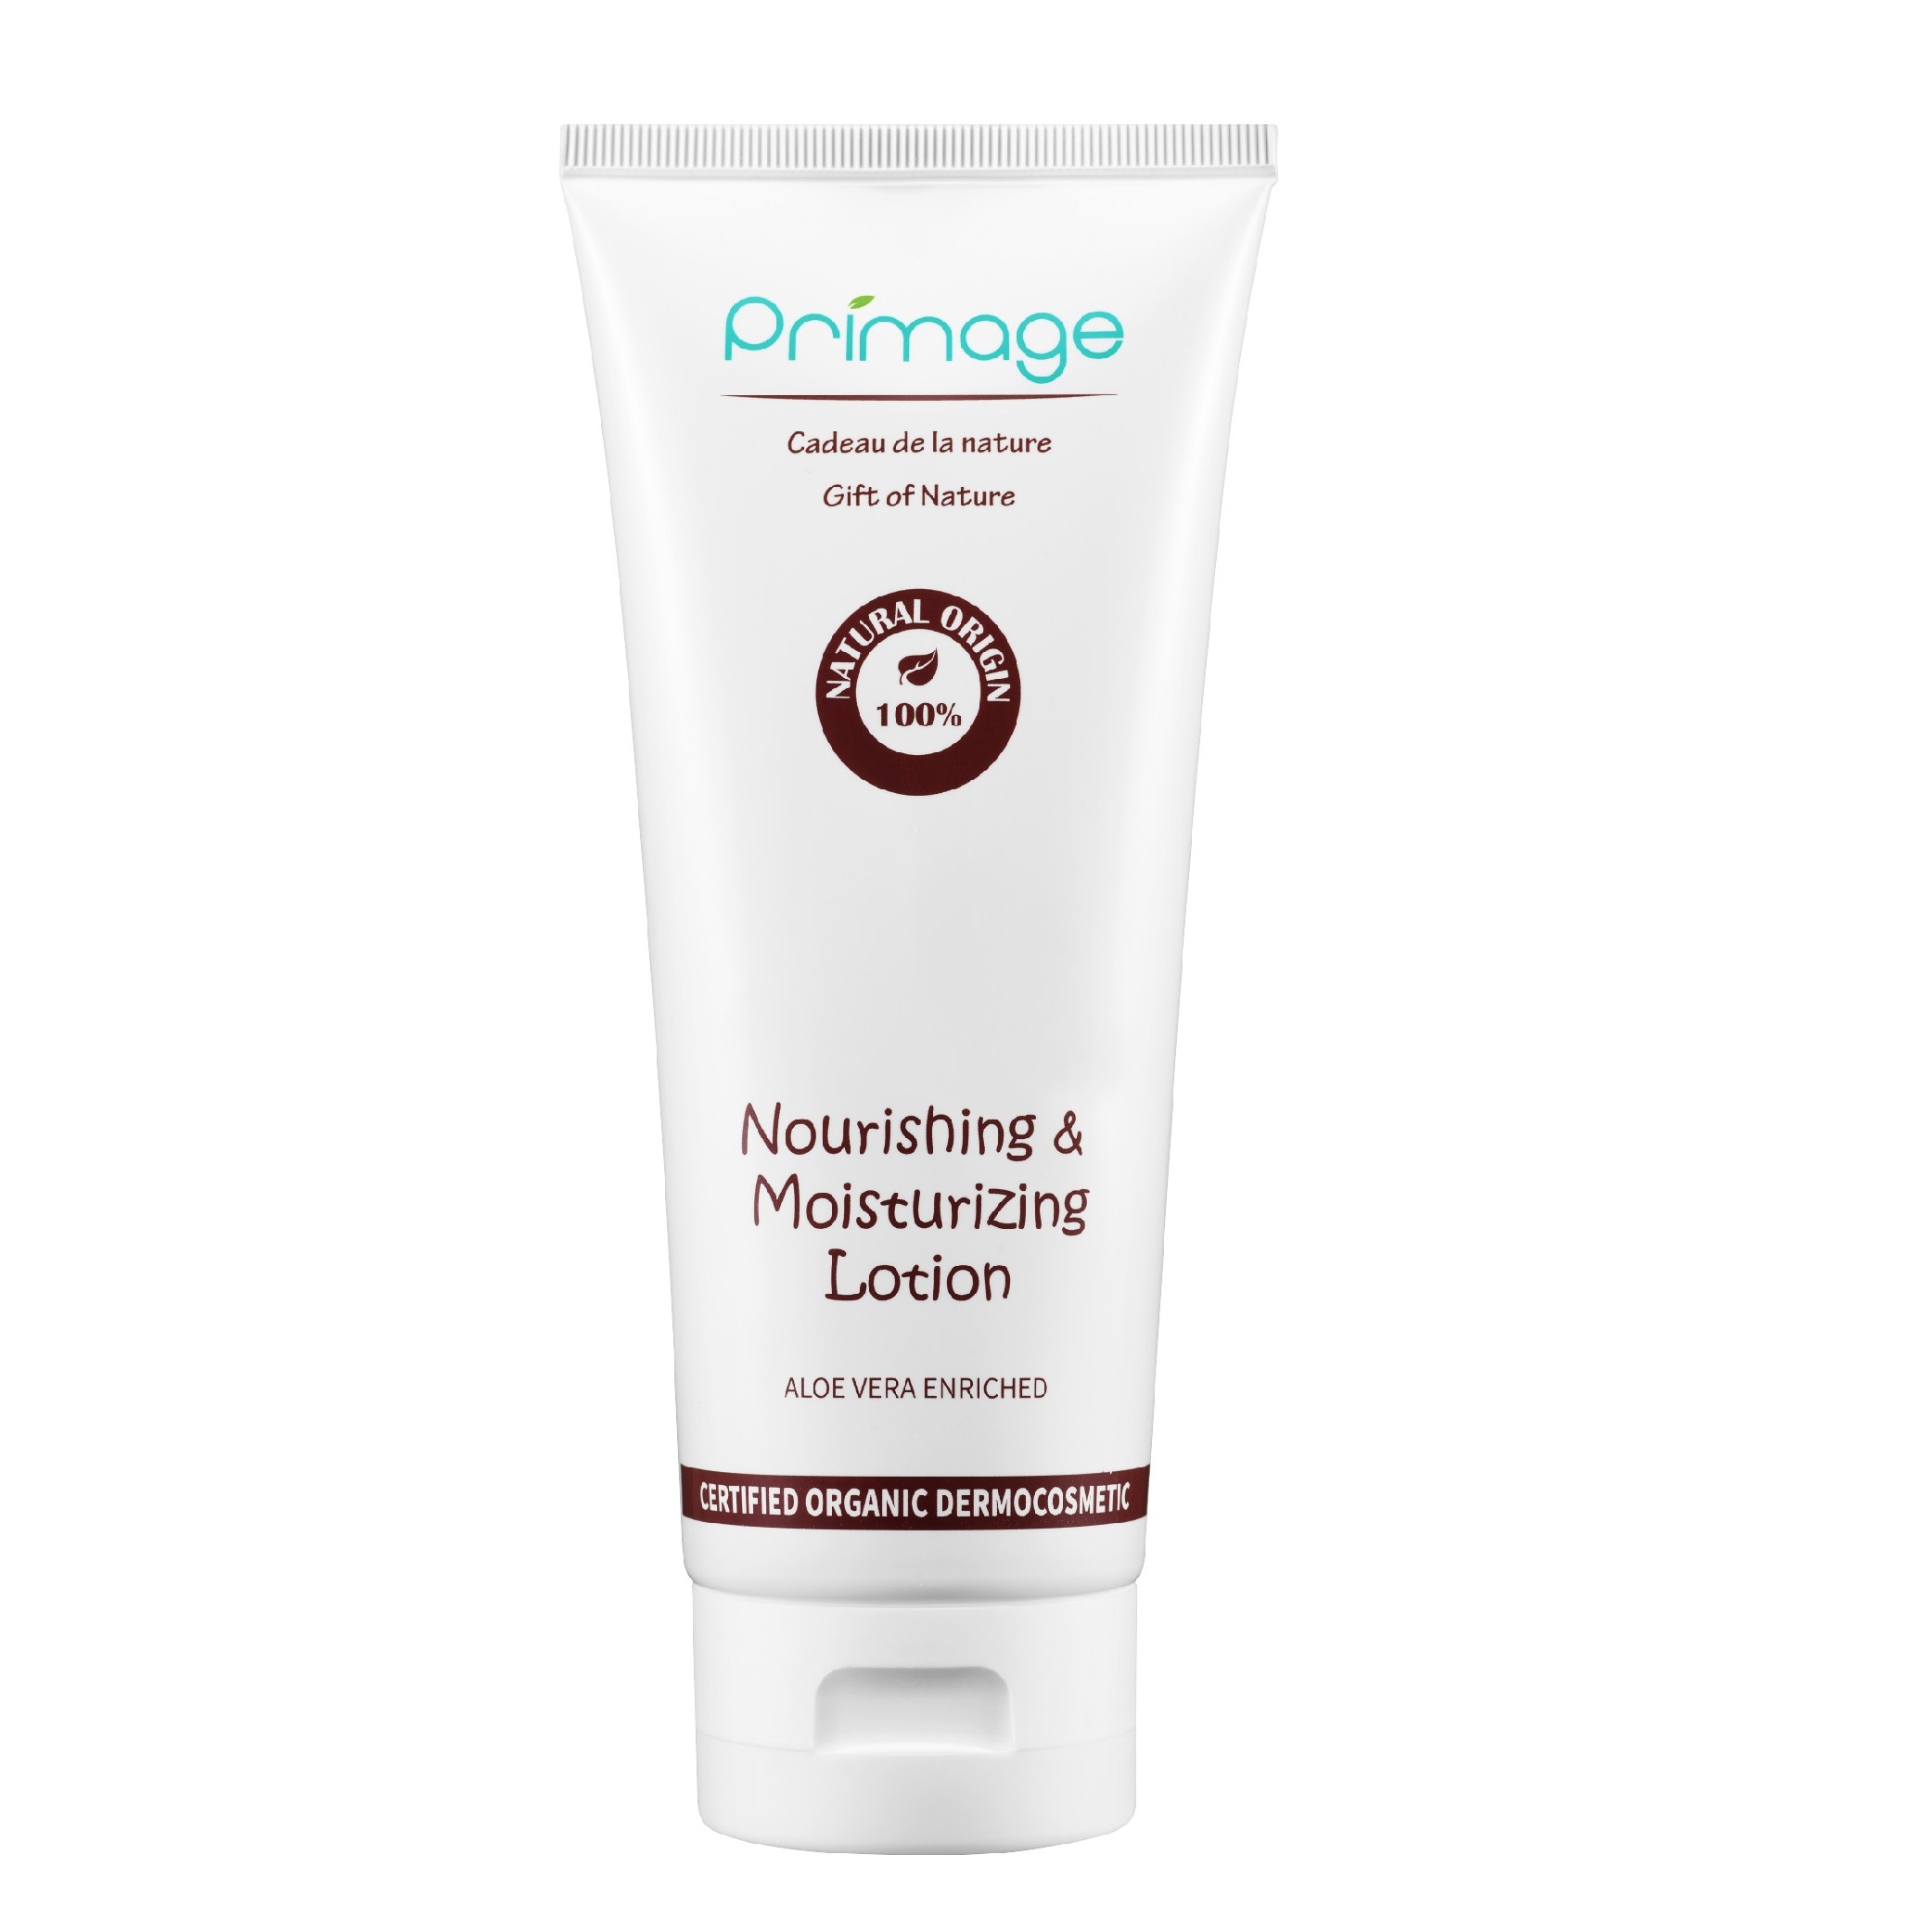 Primage
Cadeau de la nature
Gift of Nature
NATURAL ORIGIN
100%
Nourishing &
Moisturizing
Lotion
ALOE VERA ENRICHED
CERTIFIED ORGANIC DERMOCOSMETIC